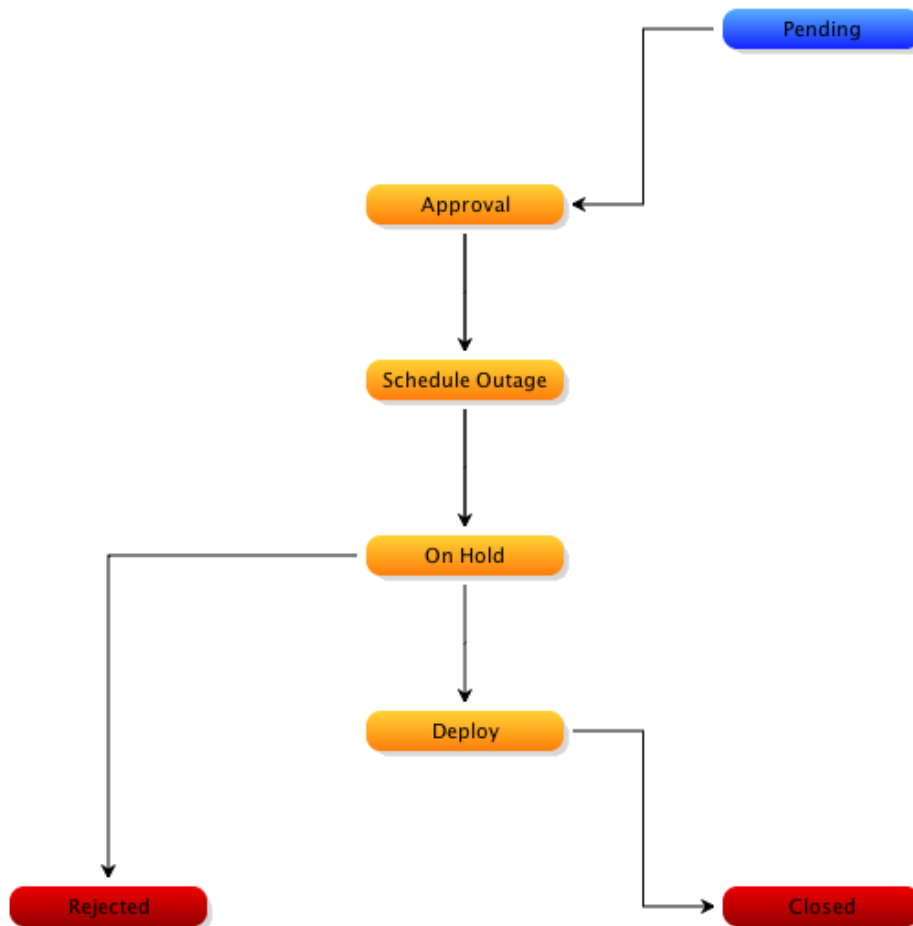 Pending
Approval
Schedule Outage
On Hold
Deploy
Rejected
Closed